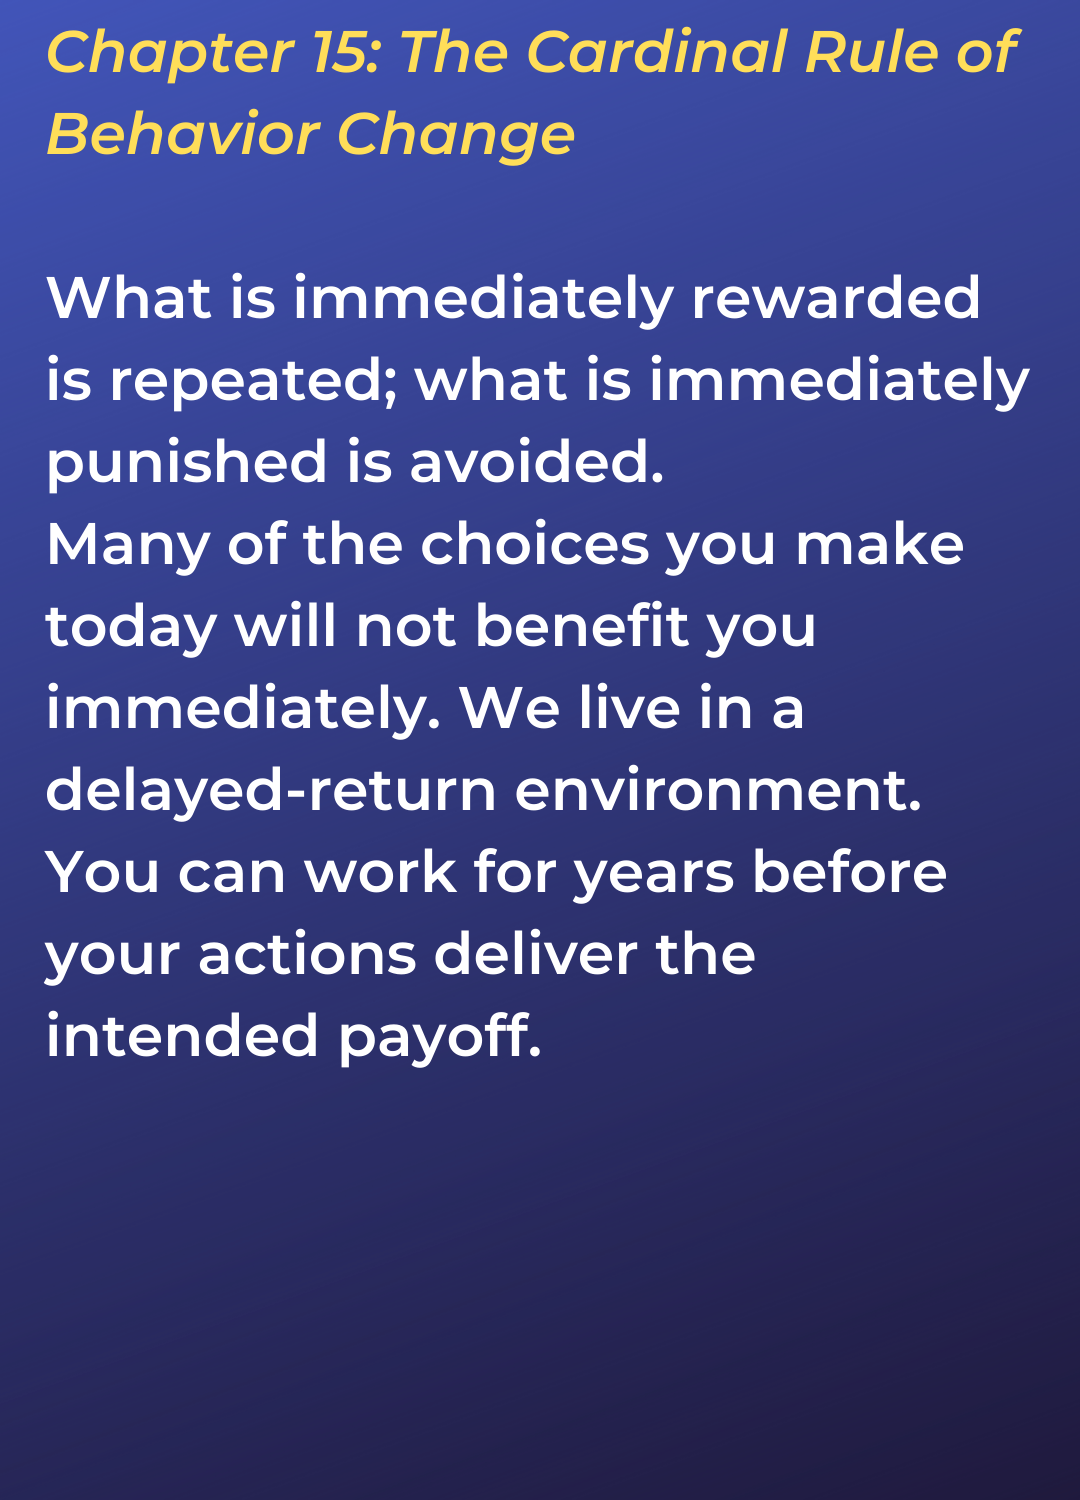 Chapter 15: The Cardinal Rule of
Behavior Change
What is immediately rewarded
is repeated; what is immediately
punished is avoided.
Many of the choices you make
today will not benefit you
immediately. We live in a
delayed-return environment.
You can work for years before
your actions deliver the
intended payoff.